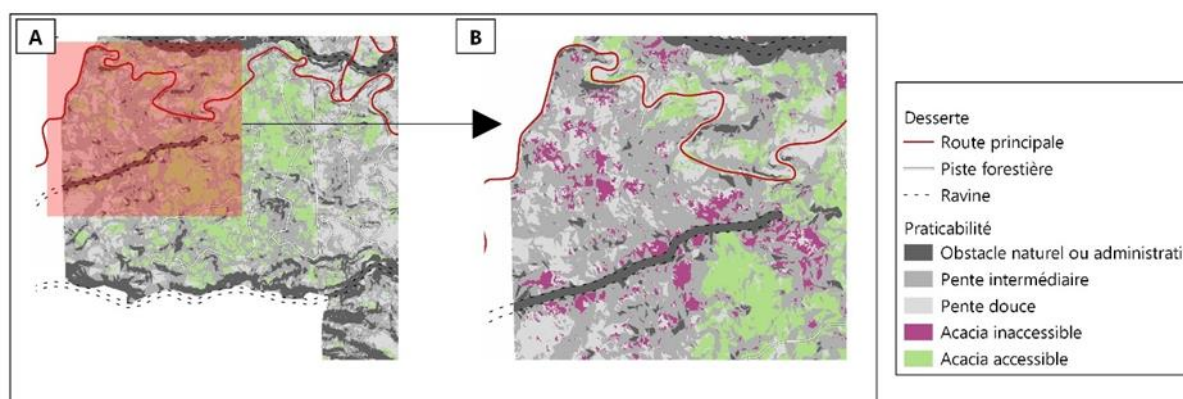 A
B
Desserte
Route principale
Piste forestière
Ravine
Praticabilité
Obstacle naturel ou administrati
Pente intermédiaire
Pente douce
Acacia inaccessible
Acacia accessible